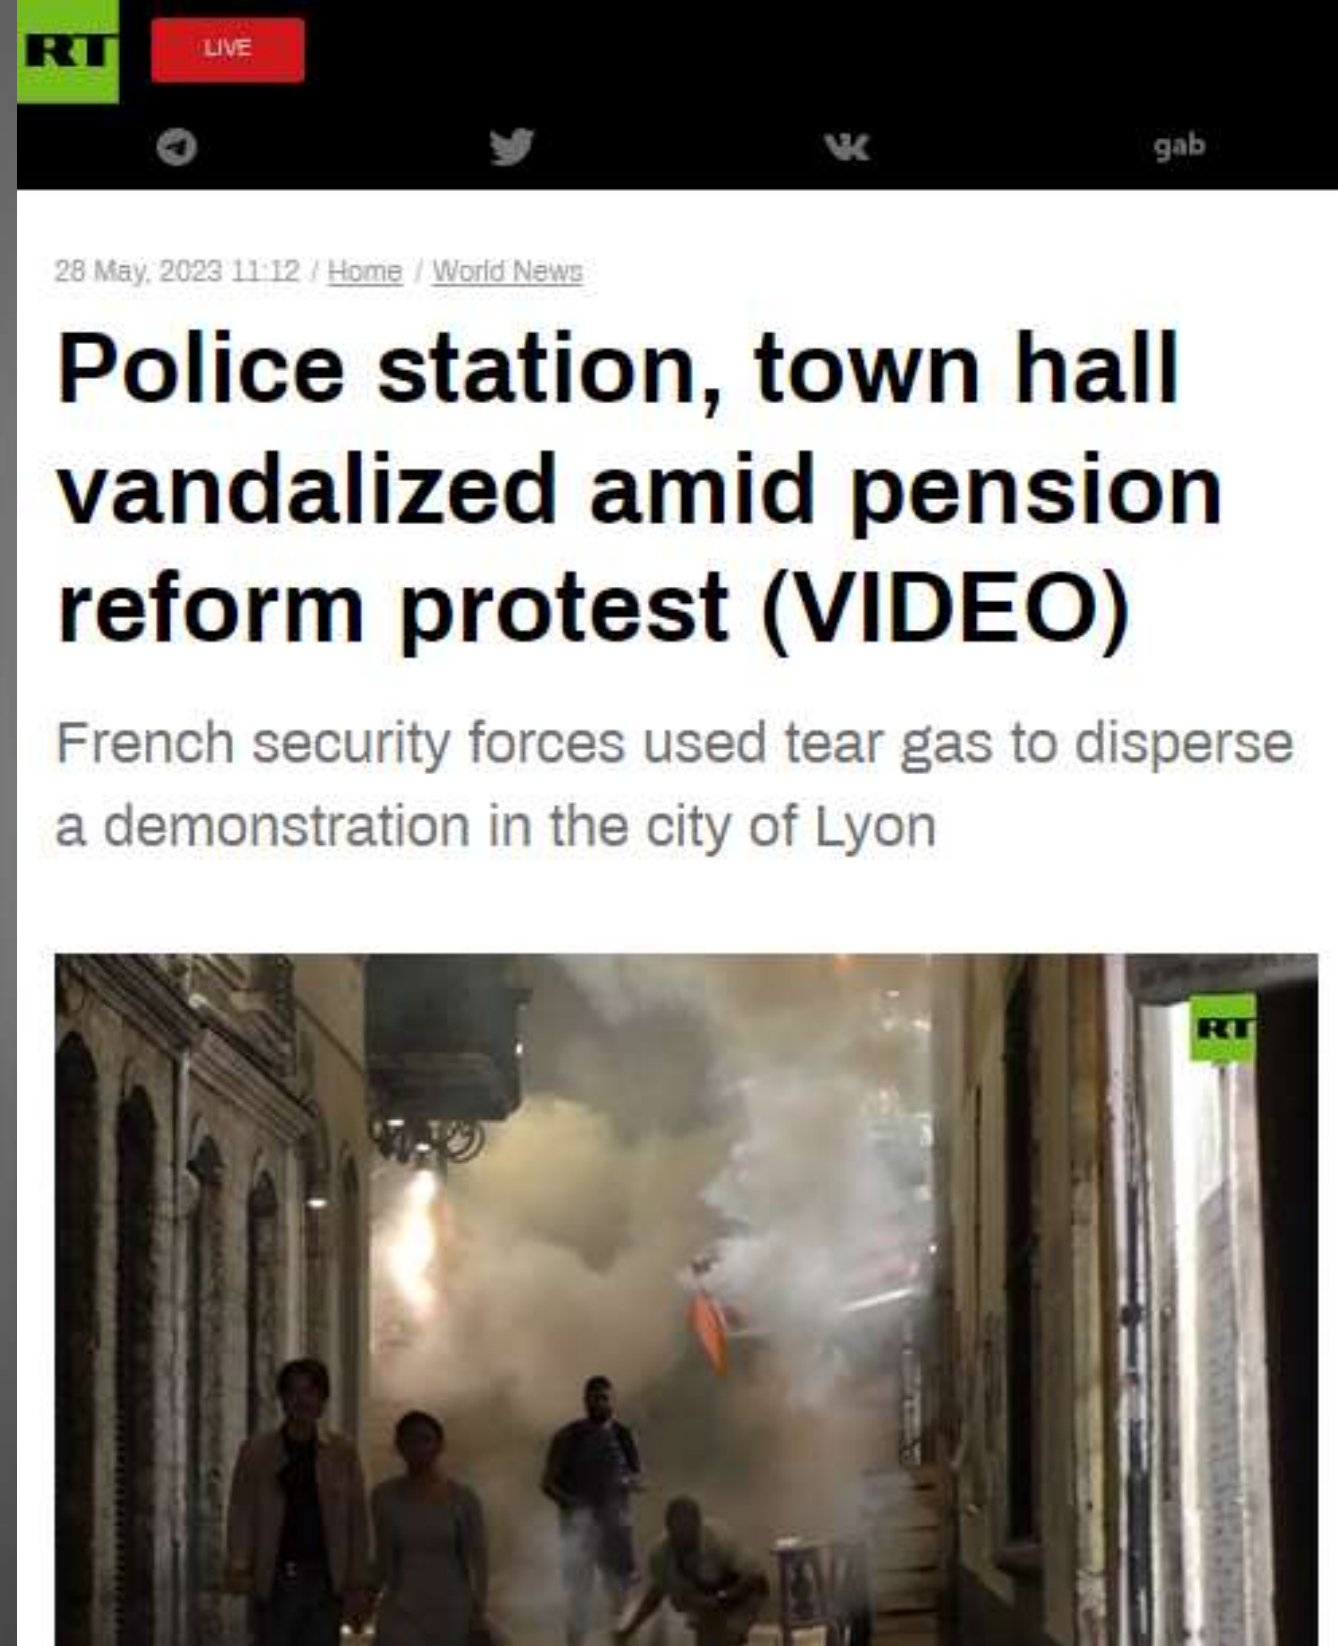 RT
LIVE
gab
28 May, 2023 11:12 / Home / World News
Police station, town hall
vandalized amid pension
reform protest (VIDEO)
French security forces used tear gas to disperse
a demonstration in the city of Lyon
RT